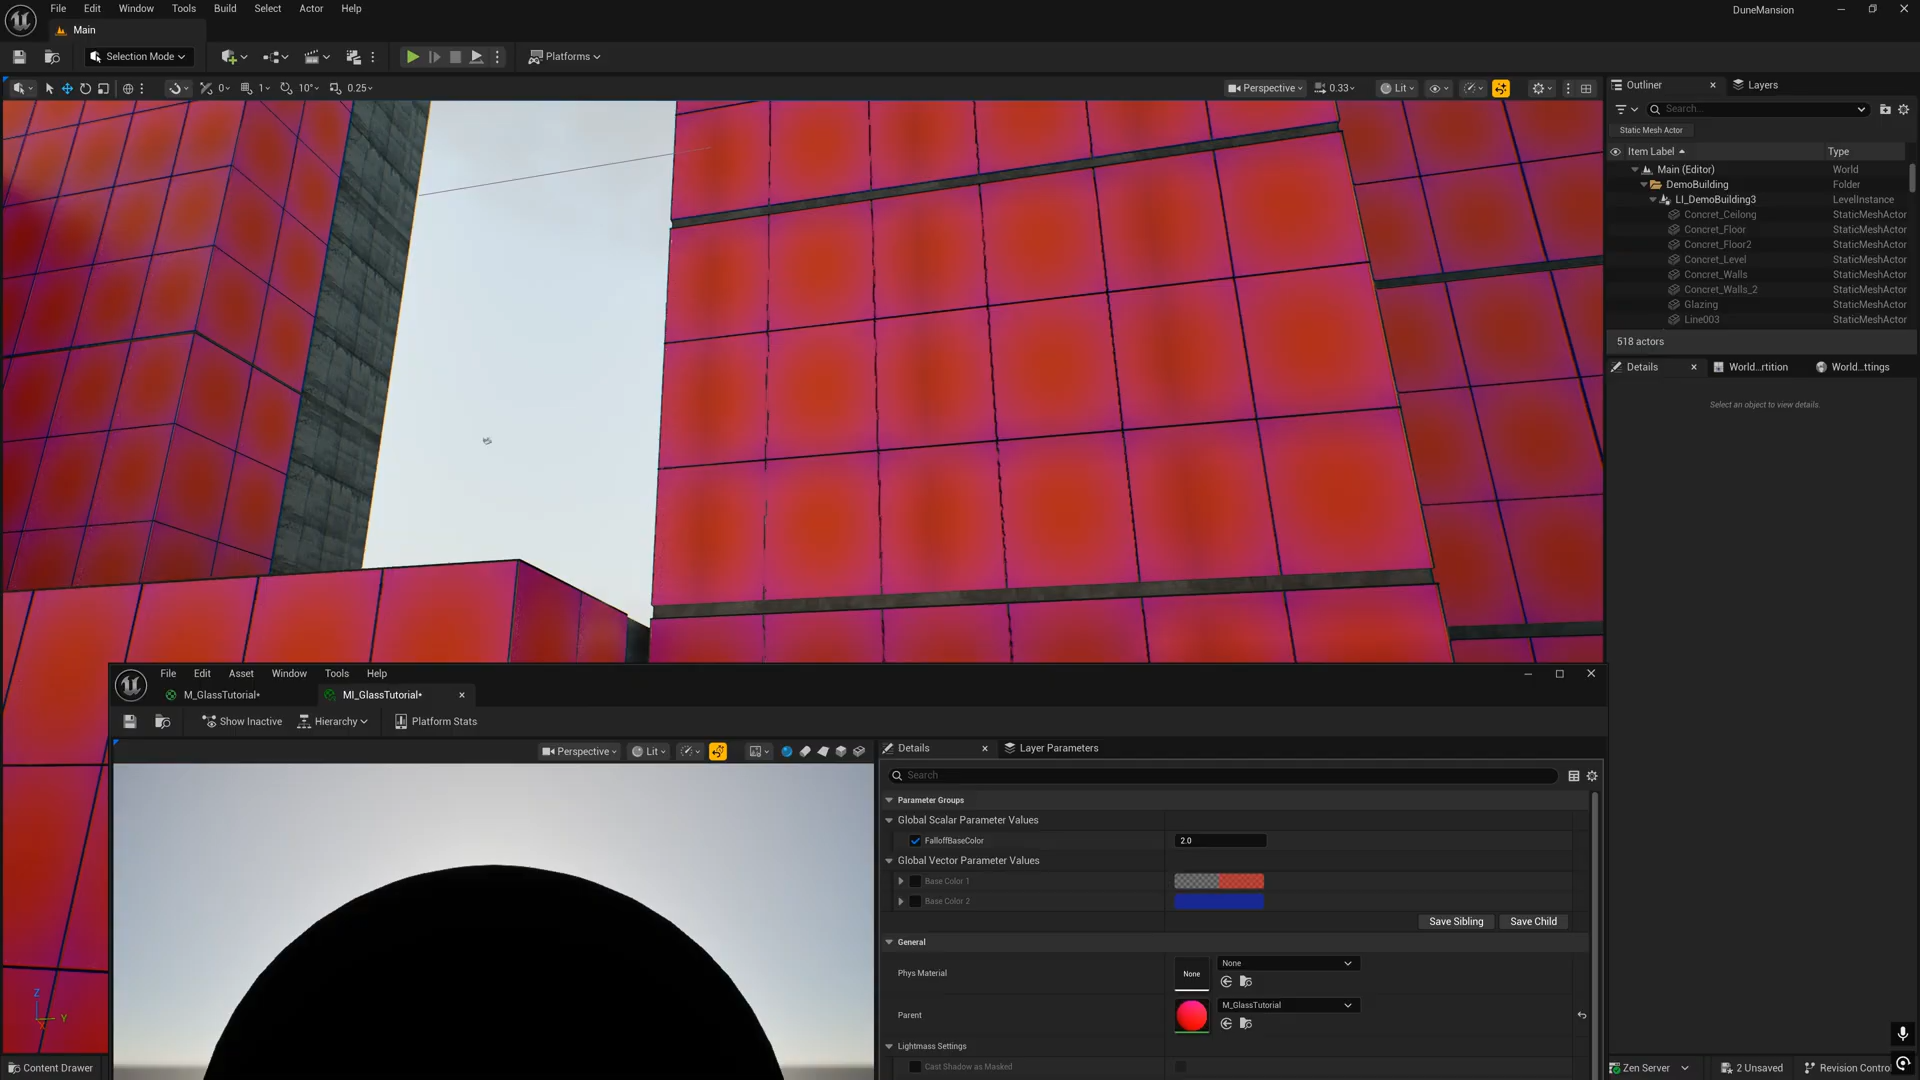 File Edit Window Tools Build Select Actor Help
DuneMansion
Main
Selection Mode
Platforms
0 1 10° 0.25
Perspective 0.33 Lit
Outliner Layers
Search...
Static Mesh Actor
Item Label Type
Main (Editor) World
DemoBuilding Folder
LI_DemoBuilding3 LevelInstance
Concret_Ceilong StaticMeshActor
Concret_Floor StaticMeshActor
Concret_Floor2 StaticMeshActor
Concret_Level StaticMeshActor
Concret_Walls StaticMeshActor
Concret_Walls_2 StaticMeshActor
Glazing StaticMeshActor
Line003 StaticMeshActor
518 actors
Details World...rtition World...ttings
Select an object to view details.
File Edit Asset Window Tools Help
M_GlassTutorial* MI_GlassTutorial*
Show Inactive Hierarchy Platform Stats
Perspective Lit
Details Layer Parameters
Search
Parameter Groups
Global Scalar Parameter Values
FalloffBaseColor 2.0
Global Vector Parameter Values
Base Color 1
Base Color 2
Save Sibling Save Child
General
Phys Material None None
Parent M_GlassTutorial
Lightmass Settings
Cast Shadow as Masked
Z
Y
X
Content Drawer
Zen Server 2 Unsaved Revision Contro